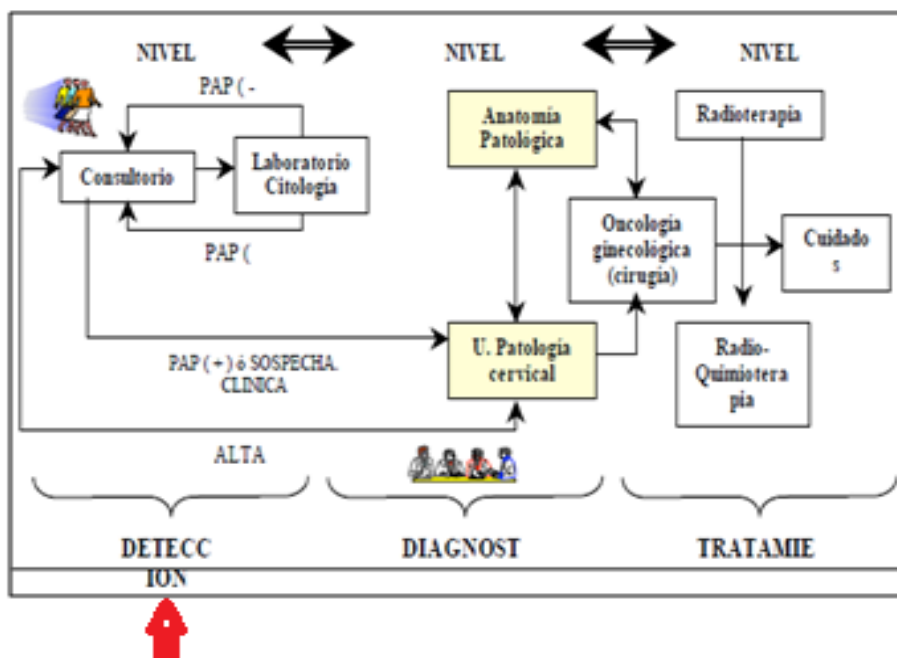 NIVEL
NIVEL
NIVEL
PAP ( -
Consultorio
Laboratorio
Citología
PAP (
PAP ( + ) ó SOSPECHA.
CLINICA
ALTA
Anatomía
Patológica
U. Patología
cervical
Oncología
ginecológica
(cirugía)
Radioterapia
Cuidado
s
Radio-
Quimiotera
pia
DETECC
ION
DIAGNOST
TRATAMIE